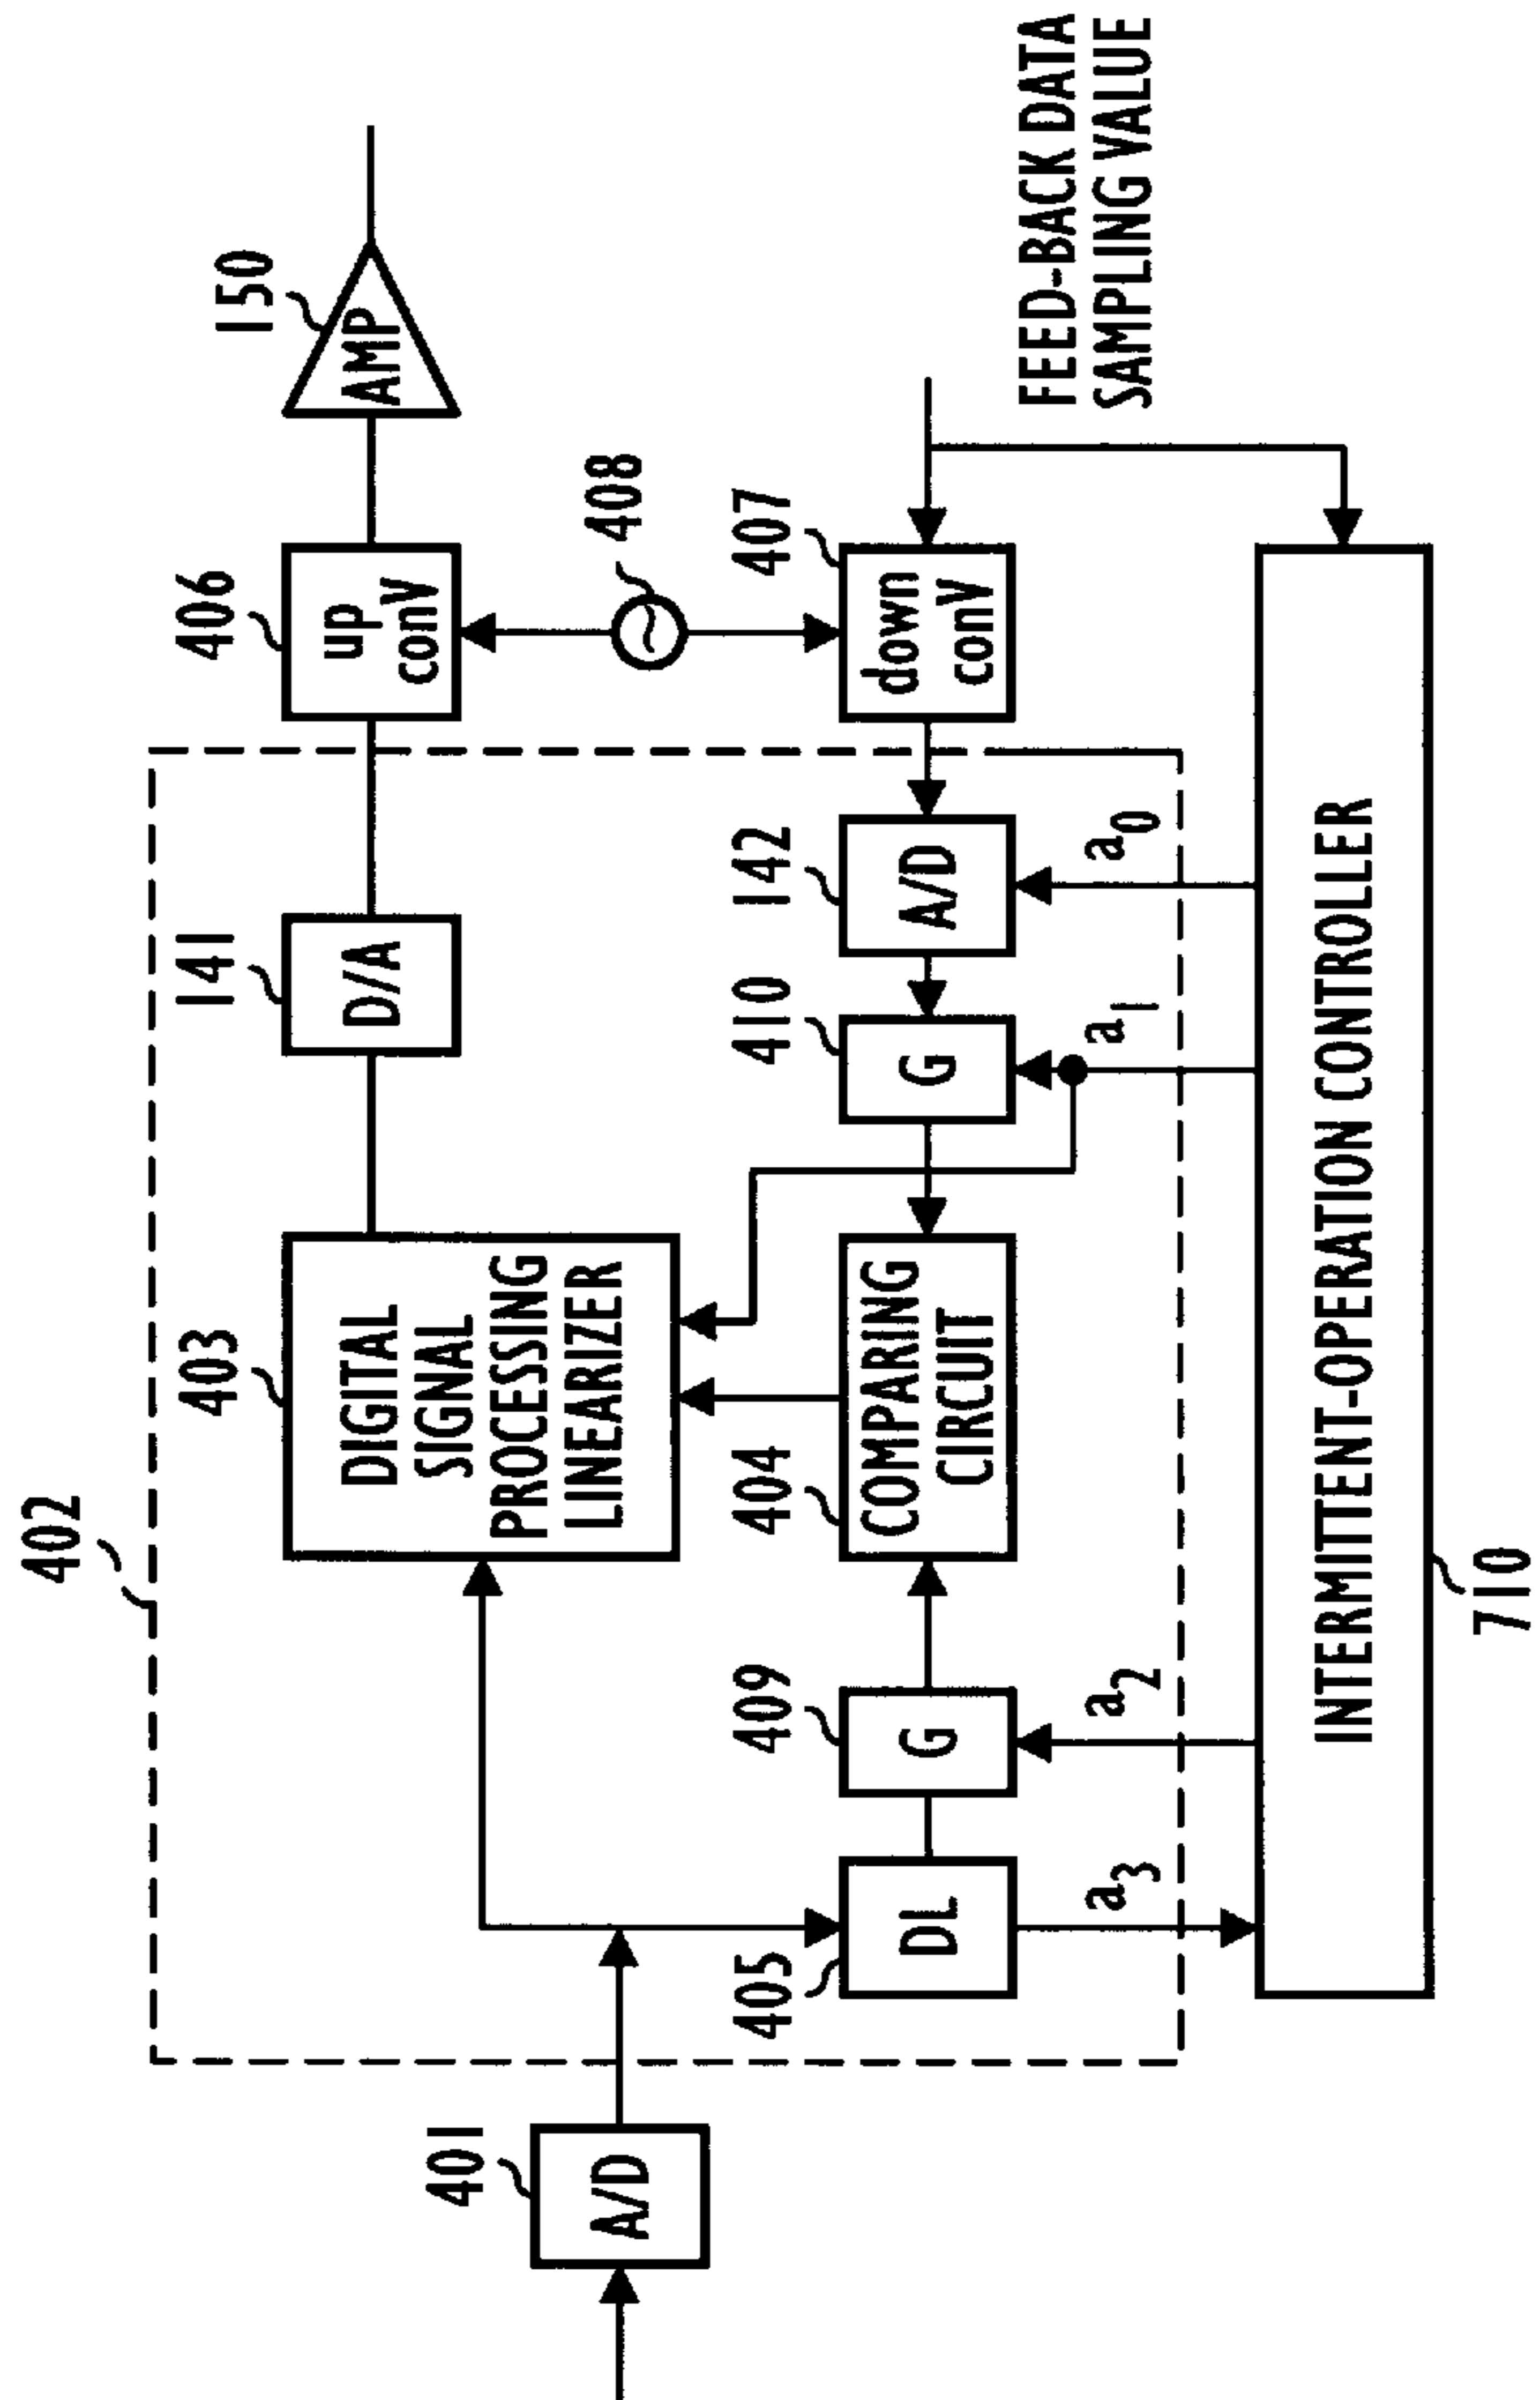 402
403
DIGITAL
SIGNAL
PROCESSING
LINEARIZER
141
D/A
406
up
conv
150
AMP
401
A/D
408
405
DL
409
G
404
COMPARING
CIRCUIT
410
G
142
A/D
407
down
conv
FEED-BACK DATA
SAMPLING VALUE
a3
a2
a1
a0
INTERMITTENT-OPERATION CONTROLLER
710